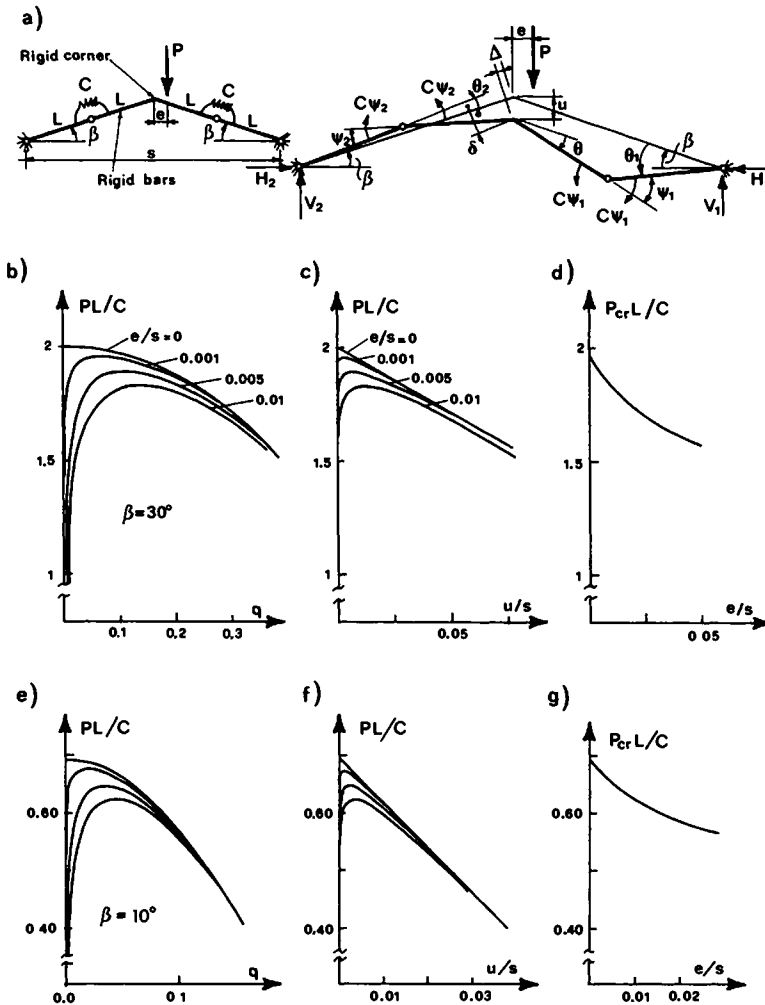 a)
Rigid corner
P
C
C
L
L
L
L
e
β
β
s
Rigid bars
e
P
Δ
u
Cψ₂
Cψ₂
θ₂
ψ₂
δ
β
θ
θ₁
β
H₂
V₂
Cψ₁
Cψ₁
ψ₁
V₁
H
b)
PL/C
2
1.5
1
e/s=0
0.001
0.005
0.01
β=30°
0.1
0.2
0.3
q
c)
PL/C
2
1.5
1
e/s=0
0.001
0.005
0.01
0.05
u/s
d)
PcrL/C
2
1.5
1
0 05
e/s
e)
PL/C
0.60
0 40
β=10°
0.0
0.1
q
f)
PL/C
0.60
0.40
0.01
0.03
u/s
g)
PcrL/C
0.60
0.40
0.01
0.02
e/s